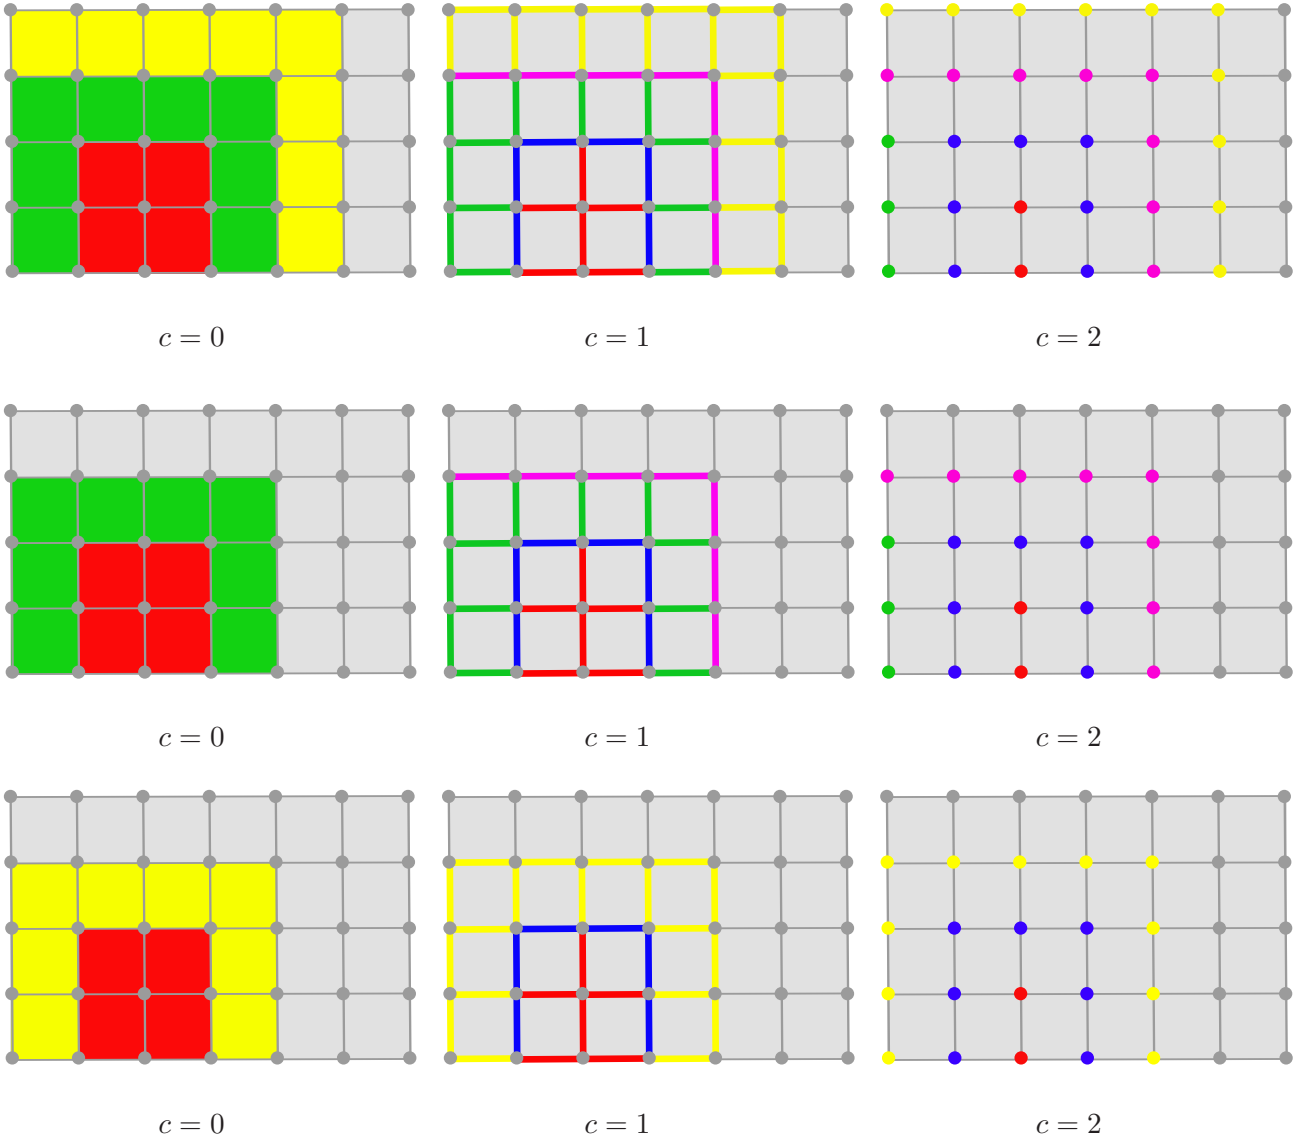 c = 0
c = 1
c = 2
c = 0
c = 1
c = 2
c = 0
c = 1
c = 2